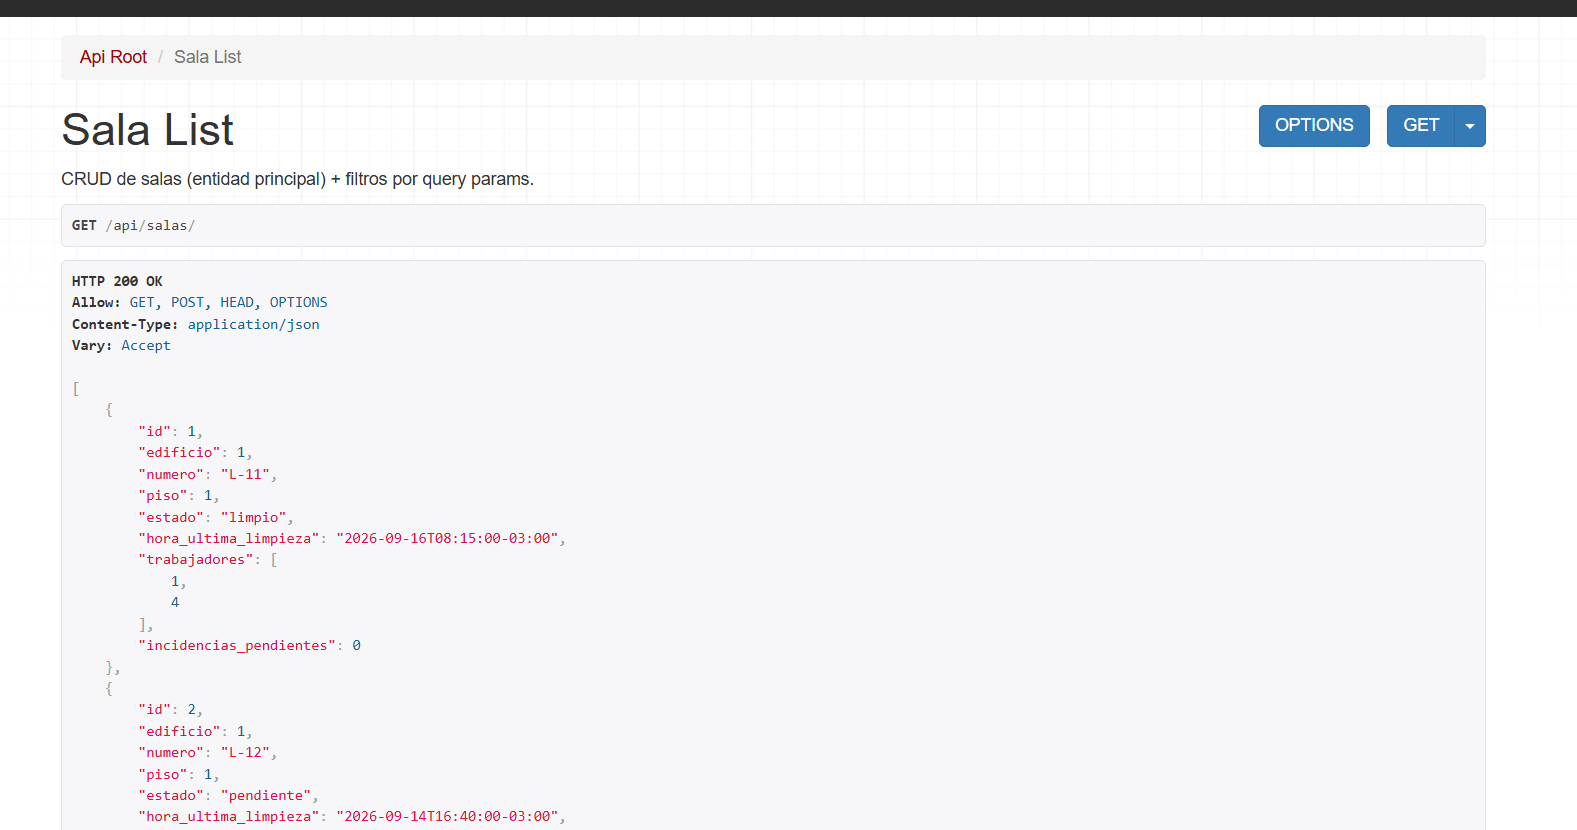 Api Root / Sala List
Sala List
OPTIONS
GET
CRUD de salas (entidad principal) + filtros por query params.
GET /api/salas/
HTTP 200 OK
Allow: GET, POST, HEAD, OPTIONS
Content-Type: application/json
Vary: Accept
[
    {
        "id": 1,
        "edificio": 1,
        "numero": "L-11",
        "piso": 1,
        "estado": "limpio",
        "hora_ultima_limpieza": "2026-09-16T08:15:00-03:00",
        "trabajadores": [
            1,
            4
        ],
        "incidencias_pendientes": 0
    },
    {
        "id": 2,
        "edificio": 1,
        "numero": "L-12",
        "piso": 1,
        "estado": "pendiente",
        "hora_ultima_limpieza": "2026-09-14T16:40:00-03:00",